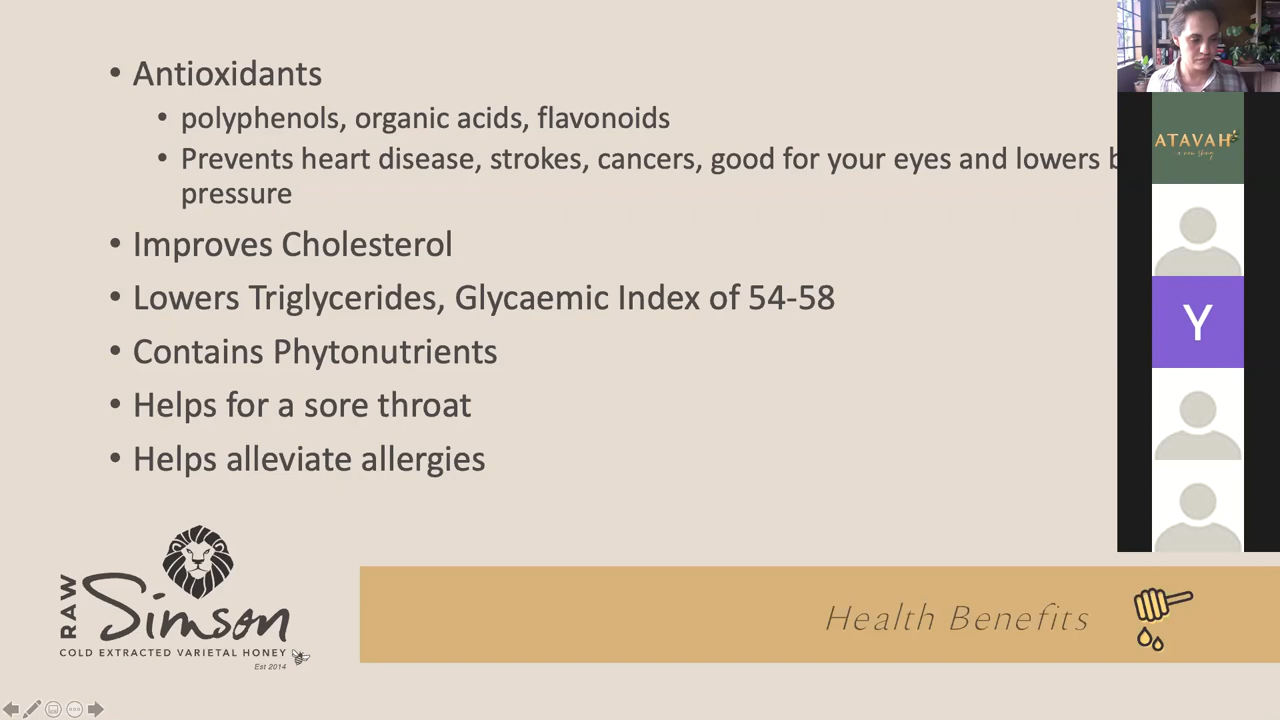 • Antioxidants
• polyphenols, organic acids, flavonoids
• Prevents heart disease, strokes, cancers, good for your eyes and lowers
pressure
• Improves Cholesterol
• Lowers Triglycerides, Glycaemic Index of 54-58
• Contains Phytonutrients
• Helps for a sore throat
• Helps alleviate allergies
ATAVAH
Y
RAW
Simson
COLD EXTRACTED VARIETAL HONEY
Est 2014
Health Benefits